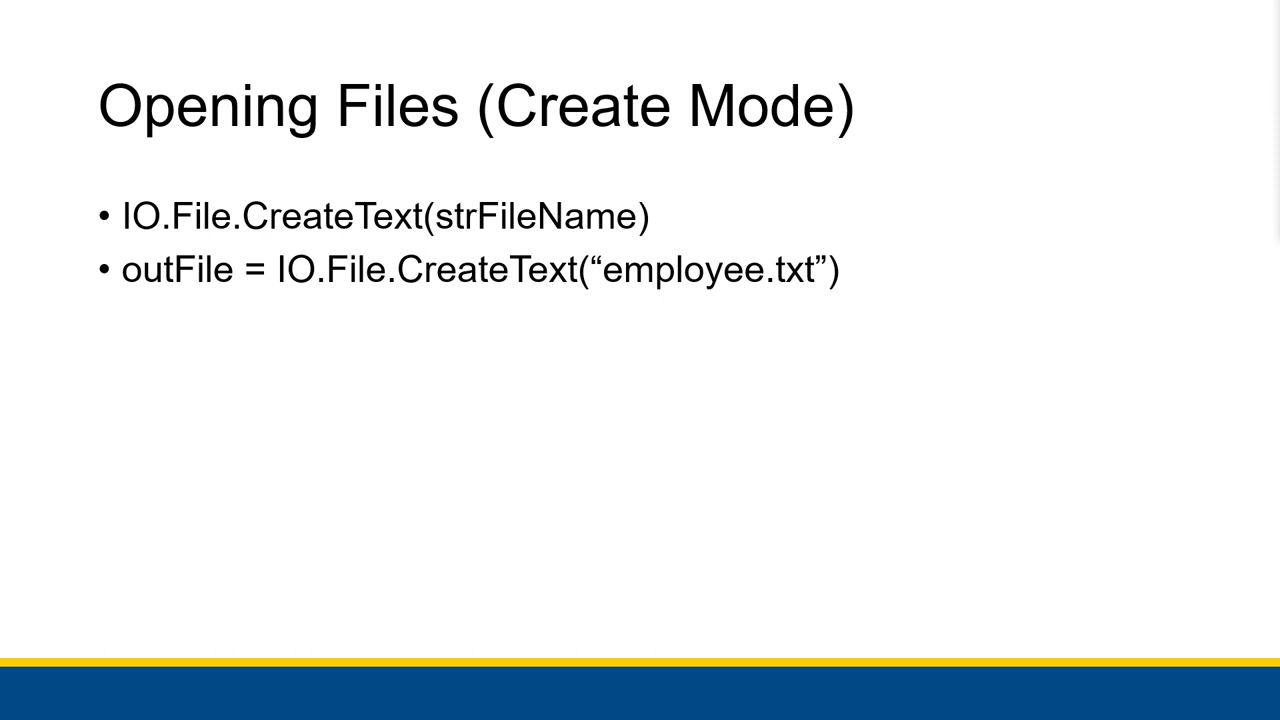 Opening Files (Create Mode)
• IO.File.CreateText(strFileName)
• outFile = IO.File.CreateText(“employee.txt”)